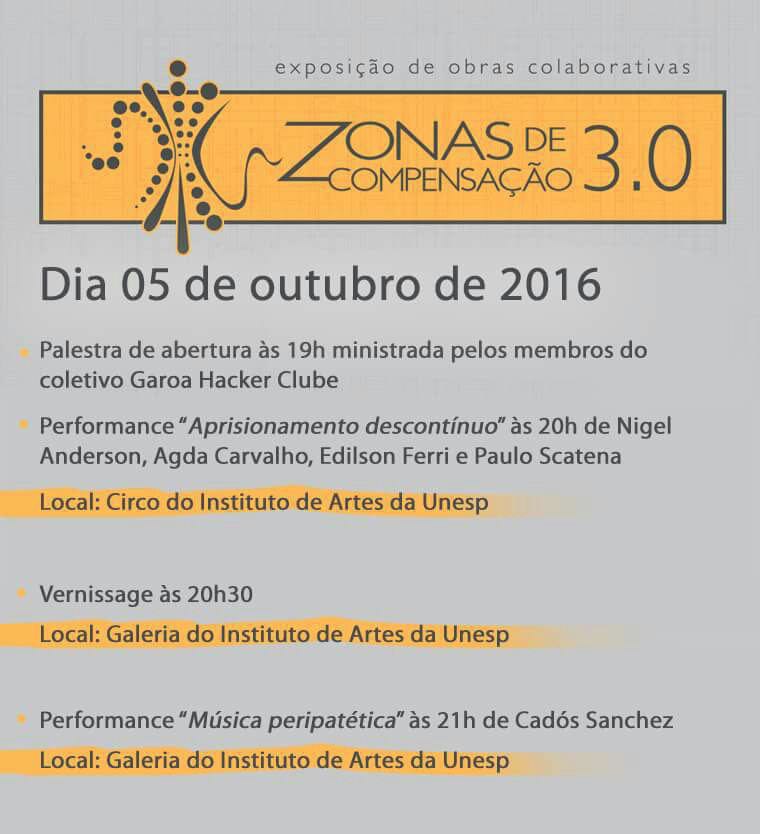 exposição de obras colaborativas
ZONAS DE
COMPENSAÇÃO 3.0
Dia 05 de outubro de 2016
Palestra de abertura às 19h ministrada pelos membros do
coletivo Garoa Hacker Clube
Performance “Aprisionamento descontínuo” às 20h de Nigel
Anderson, Agda Carvalho, Edilson Ferri e Paulo Scatena
Local: Circo do Instituto de Artes da Unesp
Vernissage às 20h30
Local: Galeria do Instituto de Artes da Unesp
Performance “Música peripatética” às 21h de Cadós Sanchez
Local: Galeria do Instituto de Artes da Unesp